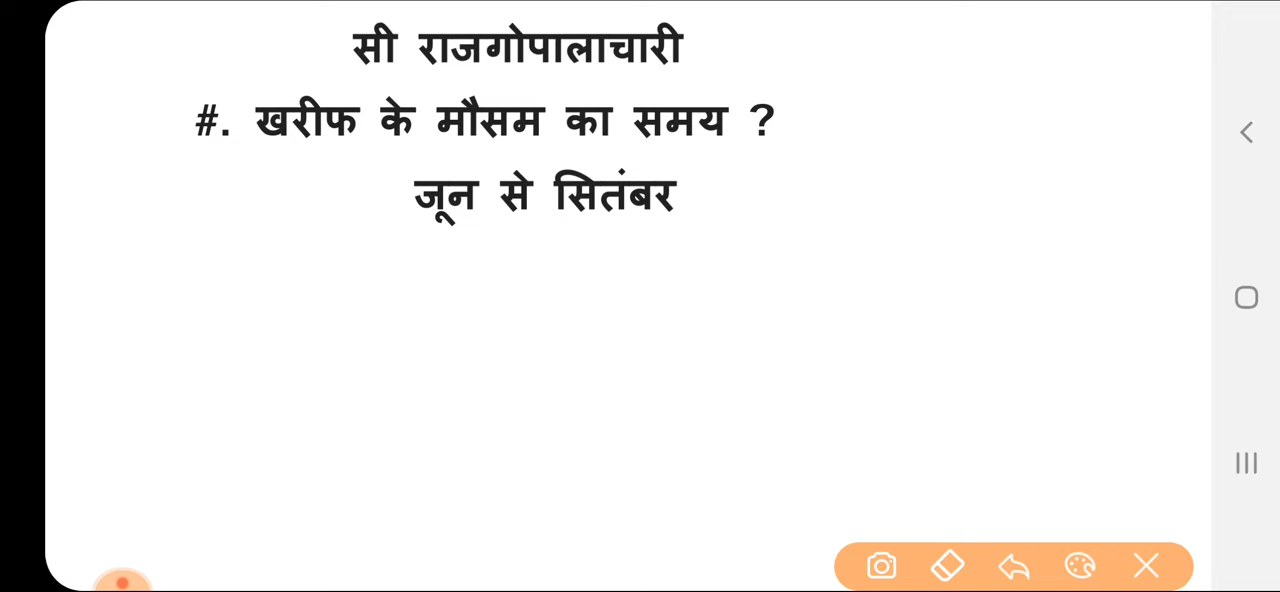 सी राजगोपालाचारी
#. खरीफ के मौसम का समय ?
जून से सितंबर